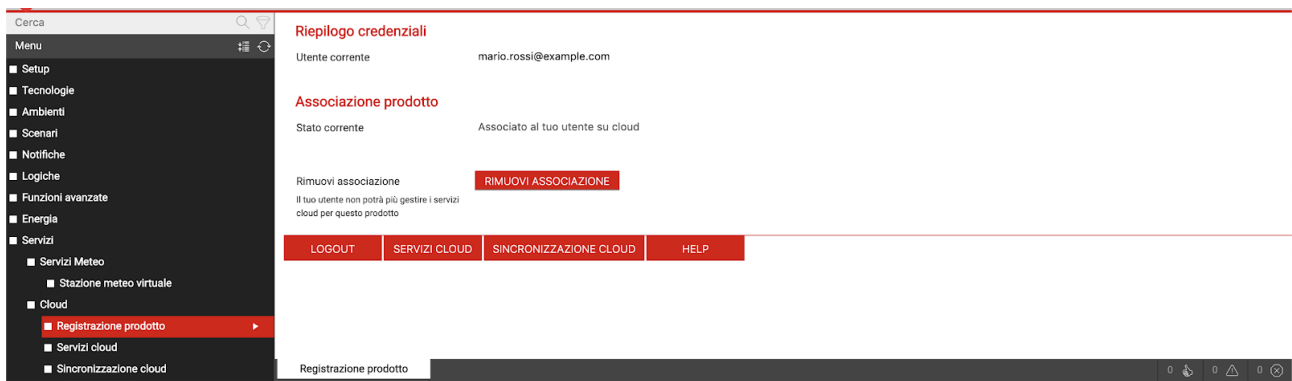 Cerca
Menu
Setup
Tecnologie
Ambienti
Scenari
Notifiche
Logiche
Funzioni avanzate
Energia
Servizi
Servizi Meteo
Stazione meteo virtuale
Cloud
Registrazione prodotto
Servizi cloud
Sincronizzazione cloud
Riepilogo credenziali
Utente corrente mario.rossi@example.com
Associazione prodotto
Stato corrente Associato al tuo utente su cloud
Rimuovi associazione RIMUOVI ASSOCIAZIONE
Il tuo utente non potrà più gestire i servizi
cloud per questo prodotto
LOGOUT SERVIZI CLOUD SINCRONIZZAZIONE CLOUD HELP
Registrazione prodotto 0 0 0